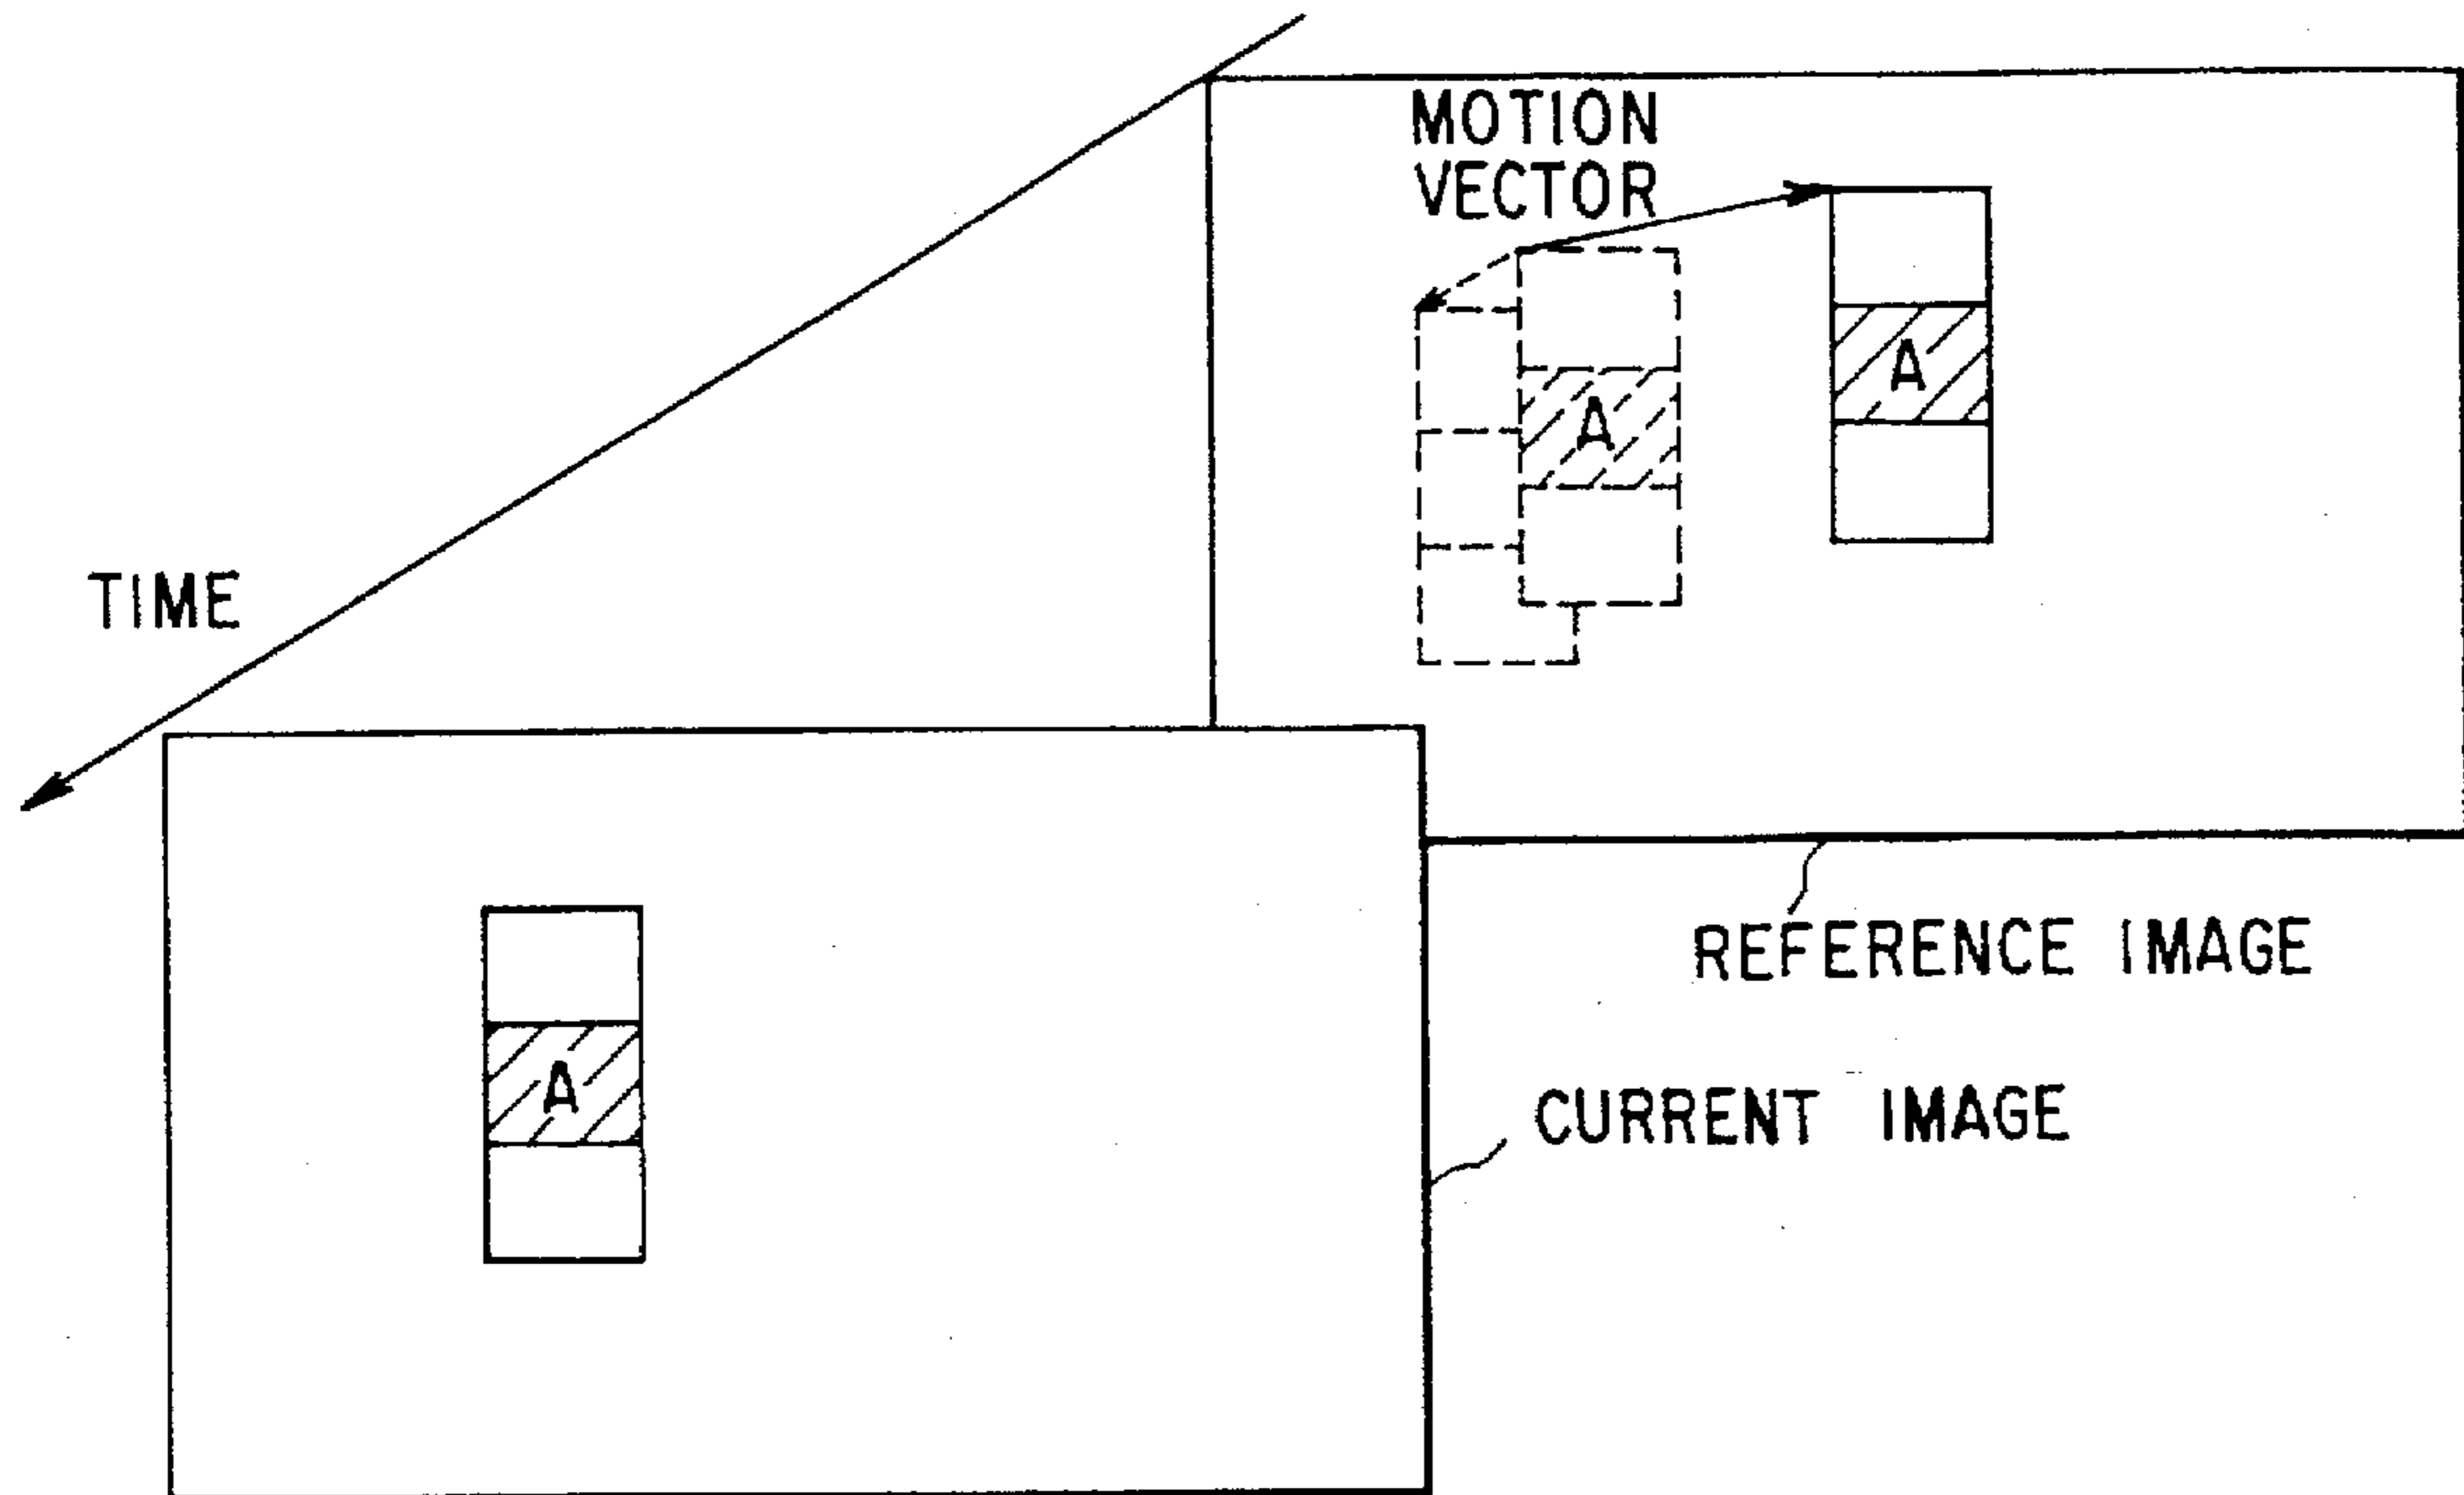 MOTION
VECTOR
A
A
TIME
REFERENCE IMAGE
A
CURRENT IMAGE